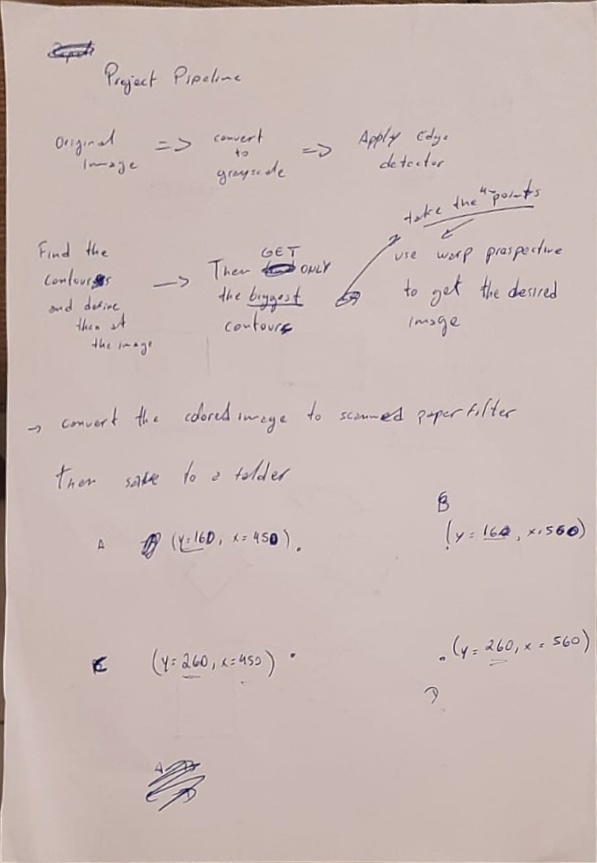 Project Pipeline
Original
image
=>
convert
to
grayscale
=>
Apply Edge
detector
Find the
contours
and define
them at
the image
→
GET
Then ONLY
the biggest
contours
take the 4 points
use warp prespective
to get the desired
image
→ convert the colored image to scanned paper filter
then save to a folder
A (y=160, x=450).
B
(y=160, x=560)
C (y=260, x=450) .
. (y=260, x=560)